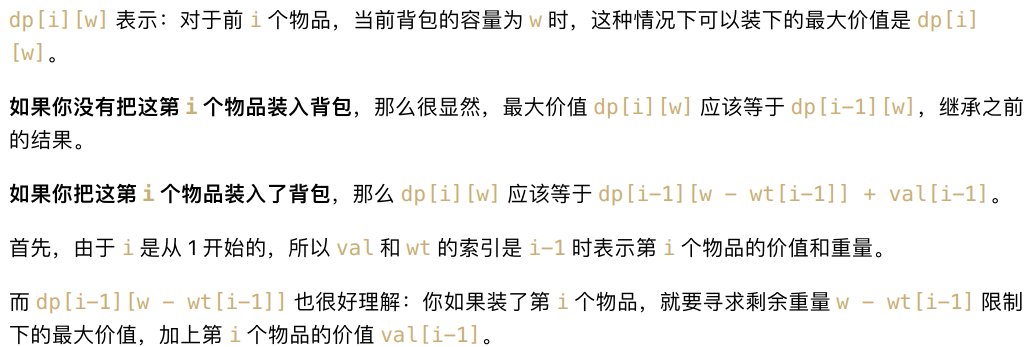 dp[i][w] 表示：对于前 i 个物品，当前背包的容量为 w 时，这种情况下可以装下的最大价值是 dp[i]
[w]。
如果你没有把这第 i 个物品装入背包，那么很显然，最大价值 dp[i][w] 应该等于 dp[i-1][w]，继承之前
的结果。
如果你把这第 i 个物品装入了背包，那么 dp[i][w] 应该等于 dp[i-1][w - wt[i-1]] + val[i-1]。
首先，由于 i 是从 1 开始的，所以 val 和 wt 的索引是 i-1 时表示第 i 个物品的价值和重量。
而 dp[i-1][w - wt[i-1]] 也很好理解：你如果装了第 i 个物品，就要寻求剩余重量 w - wt[i-1] 限制
下的最大价值，加上第 i 个物品的价值 val[i-1]。